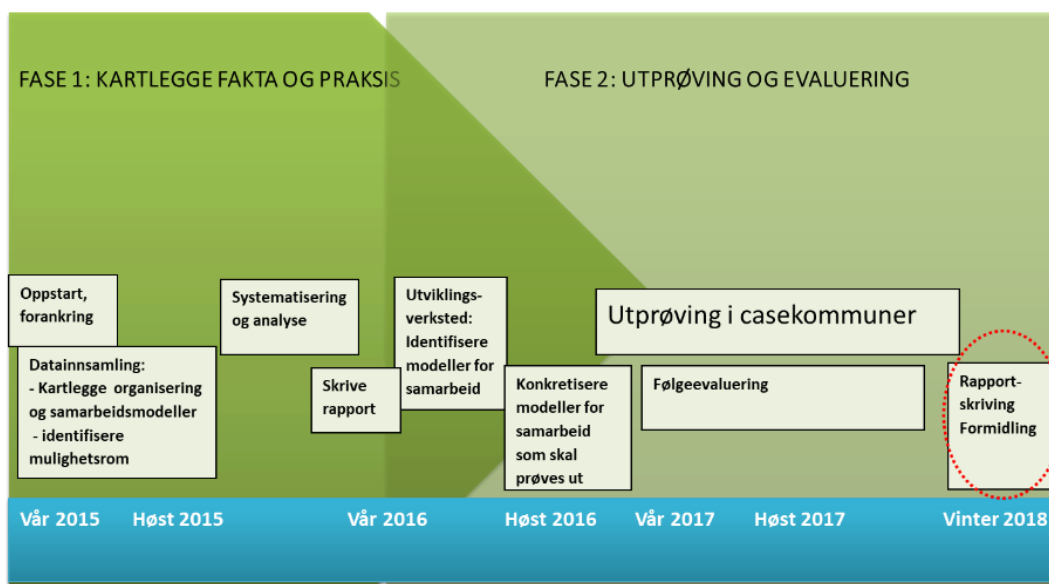 FASE 1: KARTLEGGE FAKTA OG PRAKSIS
FASE 2: UTPRØVING OG EVALUERING
Oppstart,
forankring
Datainnsamling:
- Kartlegge organisering
og samarbeidsmodeller
- identifisere
mulighetsrom
Systematisering
og analyse
Skrive
rapport
Utviklings-
verksted:
Identifisere
modeller for
samarbeid
Konkretisere
modeller for
samarbeid
som skal
prøves ut
Utprøving i casekommuner
Følgeevaluering
Rapport-
skriving
Formidling
Vår 2015
Høst 2015
Vår 2016
Høst 2016
Vår 2017
Høst 2017
Vinter 2018